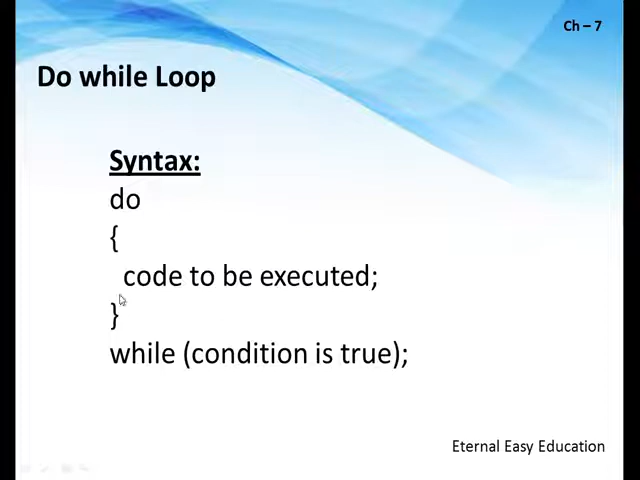 Ch – 7
Do while Loop
Syntax:
do
{
code to be executed;
}
while (condition is true);
Eternal Easy Education